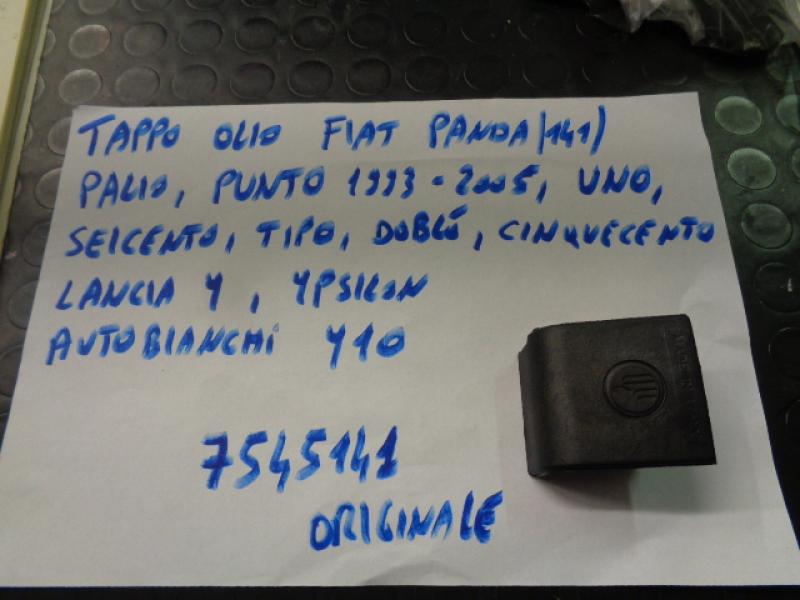 TAPPO OLIO FIAT PANDA (141)
PALIO, PUNTO 1993-2005, UNO,
SEICENTO, TIPO, DOBLÓ, CINQUECENTO
LANCIA Y, YPSILON
AUTOBIANCHI Y10
7545141
ORIGINALE